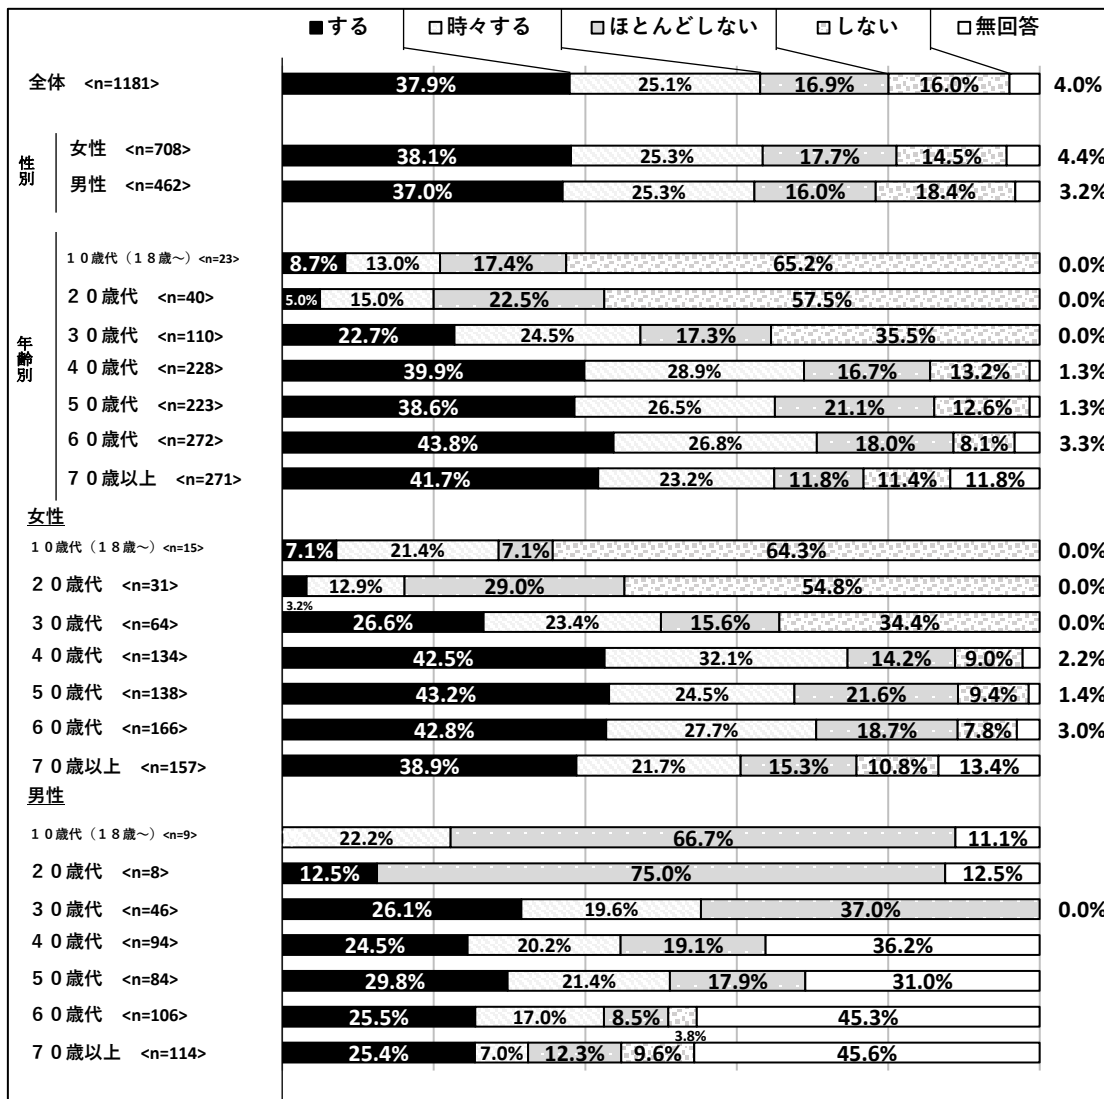 ■する □時々する □ほとんどしない □しない □無回答
全体 <n=1181> 37.9% 25.1% 16.9% 16.0% 4.0%
性別
女性 <n=708> 38.1% 25.3% 17.7% 14.5% 4.4%
男性 <n=462> 37.0% 25.3% 16.0% 18.4% 3.2%
年齢別
10歳代(18歳~) <n=23> 8.7% 13.0% 17.4% 65.2% 0.0%
20歳代 <n=40> 5.0% 15.0% 22.5% 57.5% 0.0%
30歳代 <n=110> 22.7% 24.5% 17.3% 35.5% 0.0%
40歳代 <n=228> 39.9% 28.9% 16.7% 13.2% 1.3%
50歳代 <n=223> 38.6% 26.5% 21.1% 12.6% 1.3%
60歳代 <n=272> 43.8% 26.8% 18.0% 8.1% 3.3%
70歳以上 <n=271> 41.7% 23.2% 11.8% 11.4% 11.8%
女性
10歳代(18歳~) <n=15> 7.1% 21.4% 7.1% 64.3% 0.0%
20歳代 <n=31> 3.2% 12.9% 29.0% 54.8% 0.0%
30歳代 <n=64> 26.6% 23.4% 15.6% 34.4% 0.0%
40歳代 <n=134> 42.5% 32.1% 14.2% 9.0% 2.2%
50歳代 <n=138> 43.2% 24.5% 21.6% 9.4% 1.4%
60歳代 <n=166> 42.8% 27.7% 18.7% 7.8% 3.0%
70歳以上 <n=157> 38.9% 21.7% 15.3% 10.8% 13.4%
男性
10歳代(18歳~) <n=9> 22.2% 66.7% 11.1%
20歳代 <n=8> 12.5% 75.0% 12.5%
30歳代 <n=46> 26.1% 19.6% 37.0% 0.0%
40歳代 <n=94> 24.5% 20.2% 19.1% 36.2%
50歳代 <n=84> 29.8% 21.4% 17.9% 31.0%
60歳代 <n=106> 25.5% 17.0% 8.5% 3.8% 45.3%
70歳以上 <n=114> 25.4% 7.0% 12.3% 9.6% 45.6%